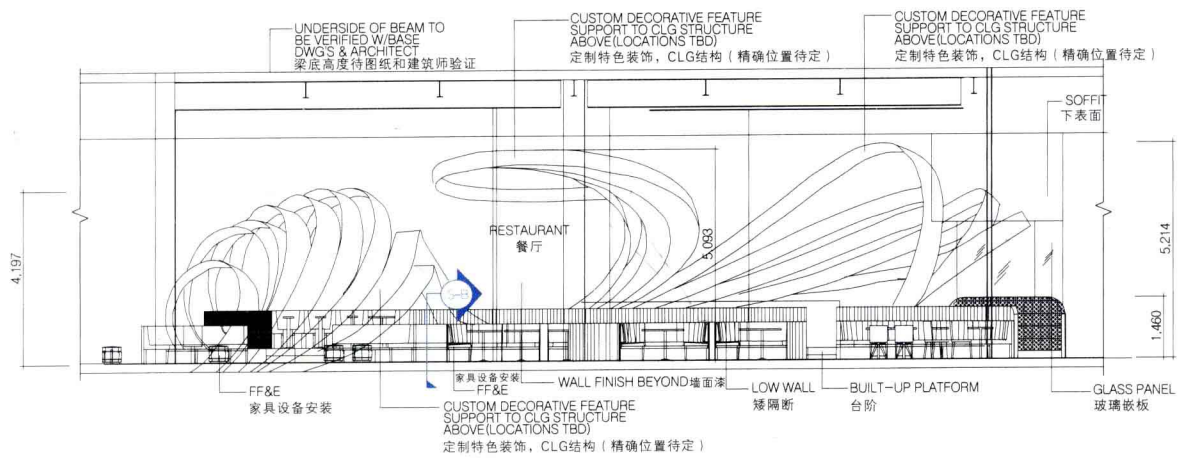 UNDERSIDE OF BEAM TO
BE VERIFIED W/BASE
DWG'S & ARCHITECT
梁底高度待图纸和建筑师验证
CUSTOM DECORATIVE FEATURE
SUPPORT TO CLG STRUCTURE
ABOVE(LOCATIONS TBD)
定制特色装饰，CLG结构（精确位置待定）
CUSTOM DECORATIVE FEATURE
SUPPORT TO CLG STRUCTURE
ABOVE(LOCATIONS TBD)
定制特色装饰，CLG结构（精确位置待定）
SOFFIT
下表面
RESTAURANT
餐厅
4,197
5,093
5,214
1,460
S-B
FF&E
家具设备安装
家具设备安装
FF&E
WALL FINISH BEYOND墙面漆
LOW WALL
矮隔断
BUILT-UP PLATFORM
台阶
GLASS PANEL
玻璃嵌板
CUSTOM DECORATIVE FEATURE
SUPPORT TO CLG STRUCTURE
ABOVE(LOCATIONS TBD)
定制特色装饰，CLG结构（精确位置待定）